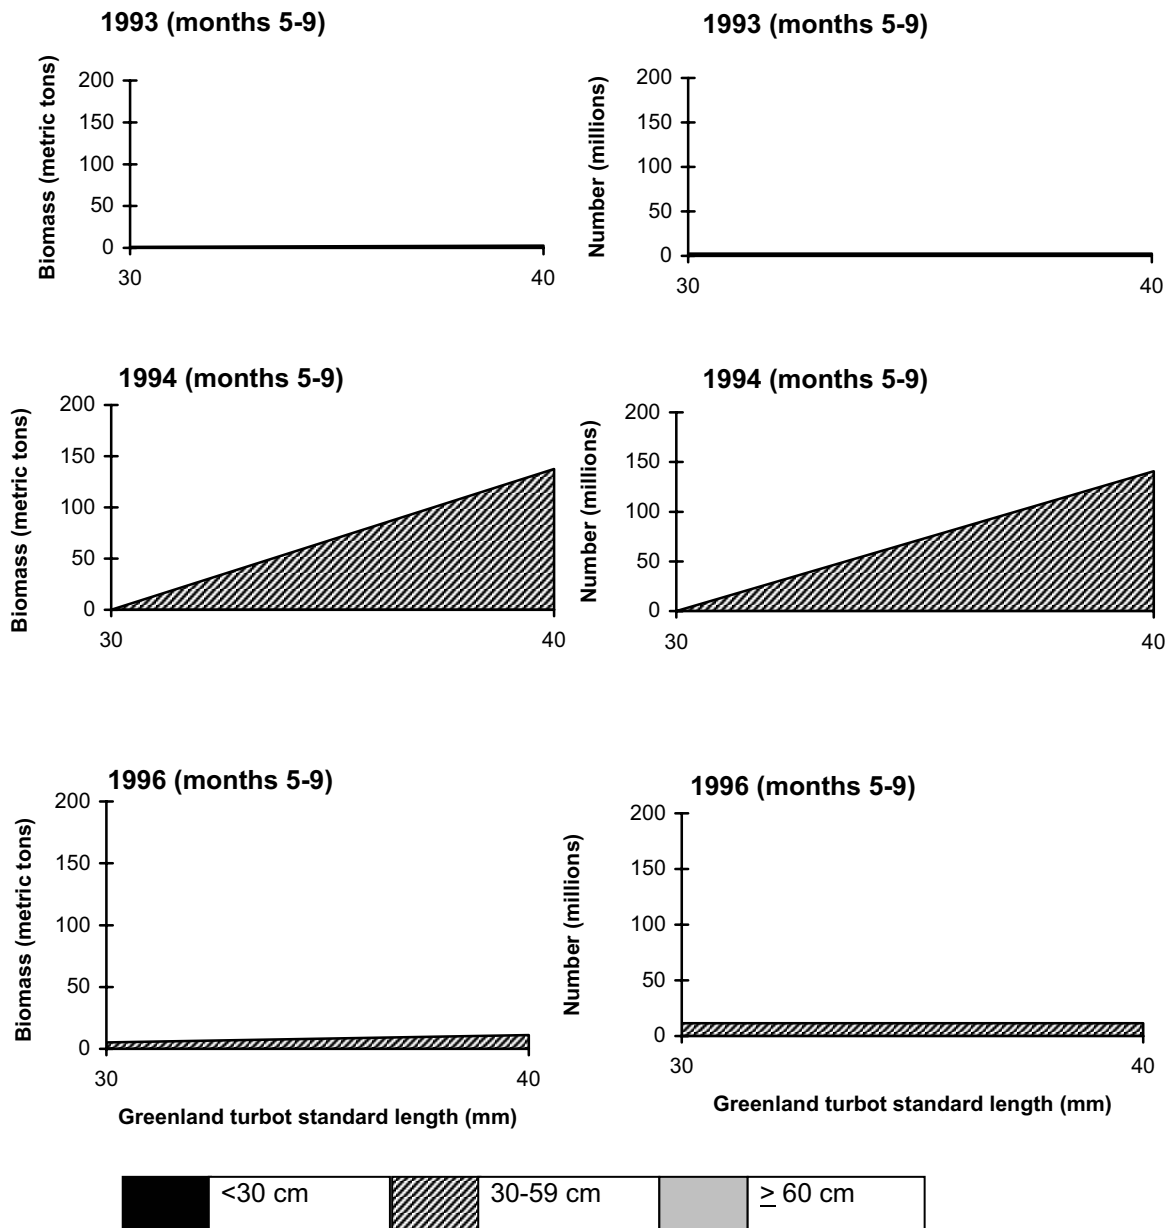 1993 (months 5-9)
Biomass (metric tons)
200
150
100
50
0
30
40
1993 (months 5-9)
Number (millions)
200
150
100
50
0
30
40
1994 (months 5-9)
Biomass (metric tons)
200
150
100
50
0
30
40
1994 (months 5-9)
Number (millions)
200
150
100
50
0
30
40
1996 (months 5-9)
Biomass (metric tons)
200
150
100
50
0
30
40
Greenland turbot standard length (mm)
1996 (months 5-9)
Number (millions)
200
150
100
50
0
30
40
Greenland turbot standard length (mm)
<30 cm
30-59 cm
≥ 60 cm